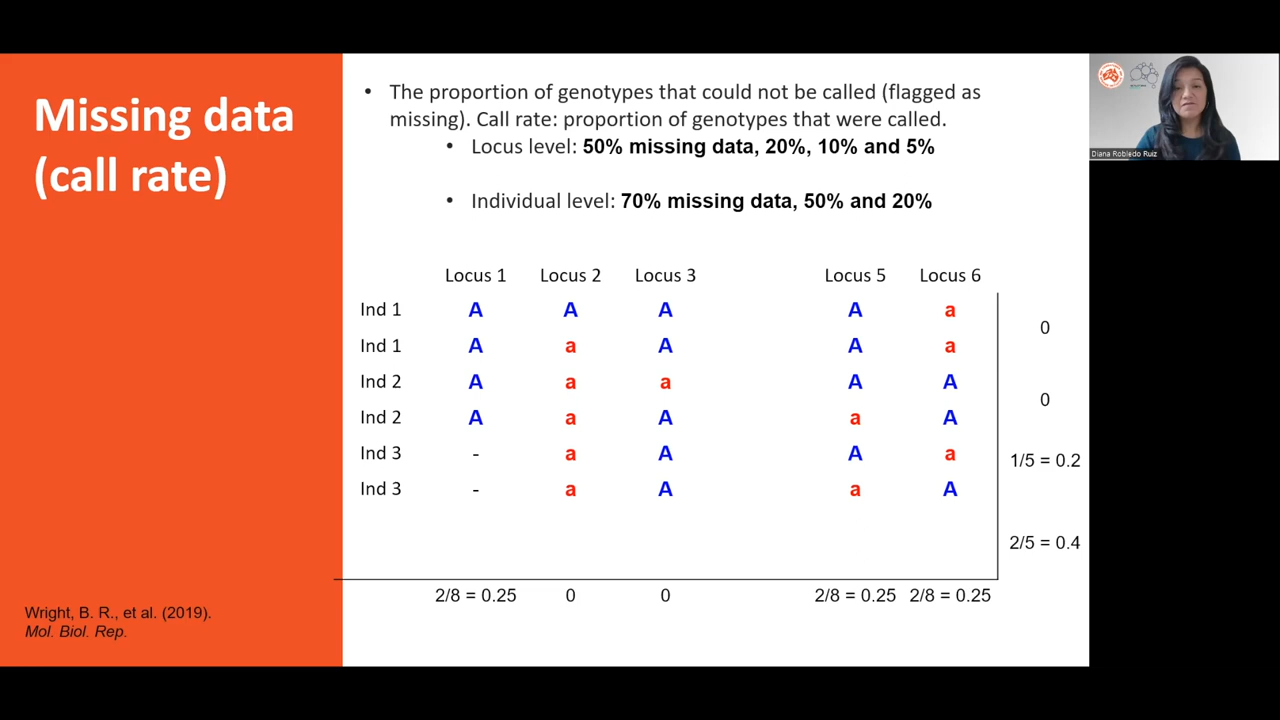 Missing data
(call rate)
• The proportion of genotypes that could not be called (flagged as
missing). Call rate: proportion of genotypes that were called.
• Locus level: 50% missing data, 20%, 10% and 5%
• Individual level: 70% missing data, 50% and 20%
Locus 1 Locus 2 Locus 3 Locus 5 Locus 6
Ind 1 A A A A a
0
Ind 1 A a A A a
Ind 2 A a a A A
0
Ind 2 A a A a A
Ind 3 - a A A a
1/5 = 0.2
Ind 3 - a A a A
2/5 = 0.4
2/8 = 0.25 0 0 2/8 = 0.25 2/8 = 0.25
Wright, B. R., et al. (2019).
Mol. Biol. Rep.
Diana Robledo Ruiz